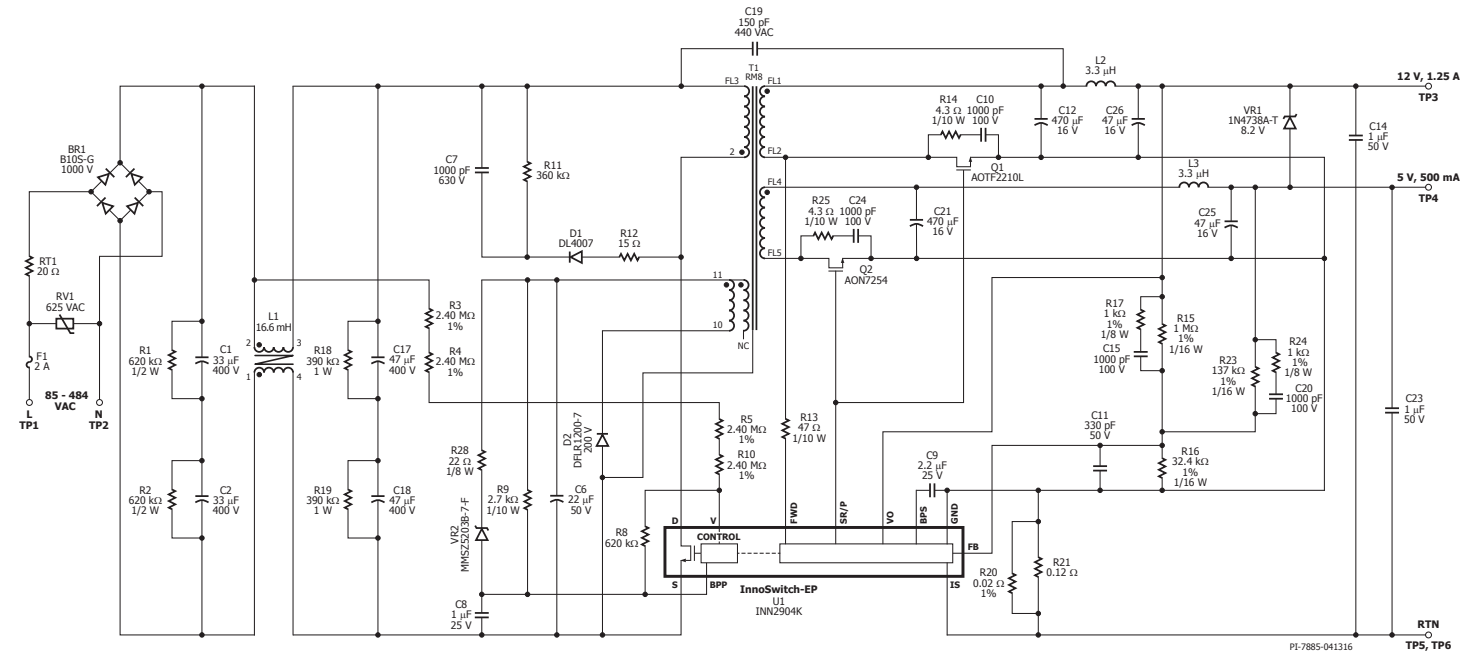 C19
150 pF
440 VAC
T1
RM8
FL3
FL1
L2
3.3 μH
12 V, 1.25 A
TP3
R14
4.3 Ω
1/10 W
C10
1000 pF
100 V
C12
470 μF
16 V
C26
47 μF
16 V
VR1
1N4738A-T
8.2 V
C14
1 μF
50 V
BR1
B10S-G
1000 V
C7
1000 pF
630 V
R11
360 kΩ
2
FL2
Q1
AOTF2210L
L3
3.3 μH
FL4
5 V, 500 mA
TP4
R25
4.3 Ω
1/10 W
C24
1000 pF
100 V
C21
470 μF
16 V
C25
47 μF
16 V
D1
DL4007
R12
15 Ω
FL5
Q2
AON7254
RT1
20 Ω
RV1
625 VAC
11
10
NC
R3
2.40 MΩ
1%
R4
2.40 MΩ
1%
L1
16.6 mH
2
3
1
4
R17
1 kΩ
1%
1/8 W
R15
1 MΩ
1%
1/16 W
C15
1000 pF
100 V
R24
1 kΩ
1%
1/8 W
R23
137 kΩ
1%
1/16 W
C20
1000 pF
100 V
C23
1 μF
50 V
F1
2 A
R1
620 kΩ
1/2 W
C1
33 μF
400 V
R18
390 kΩ
1 W
C17
47 μF
400 V
85 - 484
VAC
L
TP1
N
TP2
R5
2.40 MΩ
1%
R10
2.40 MΩ
1%
R13
47 Ω
1/10 W
D2
DFLR1200-7
200 V
C11
330 pF
50 V
R16
32.4 kΩ
1%
1/16 W
C9
2.2 μF
25 V
R2
620 kΩ
1/2 W
C2
33 μF
400 V
R19
390 kΩ
1 W
C18
47 μF
400 V
R28
22 Ω
1/8 W
R9
2.7 kΩ
1/10 W
C6
22 μF
50 V
VR2
MMSZ5203B-7-F
R8
620 kΩ
D
V
FWD
SR/P
VO
BPS
GND
CONTROL
FB
S
BPP
IS
InnoSwitch-EP
U1
INN2904K
R20
0.02 Ω
1%
R21
0.12 Ω
C8
1 μF
25 V
RTN
TP5, TP6
PI-7885-041316